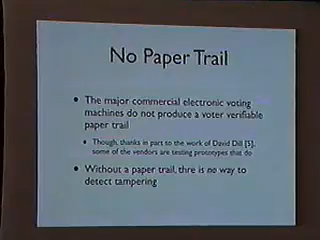 No Paper Trail
• The major commercial electronic voting
machines do not produce a voter verifiable
paper trail
• Though, thanks in part to the work of David Dill [5],
some of the vendors are testing prototypes that do
• Without a paper trail, thre is no way to
detect tampering